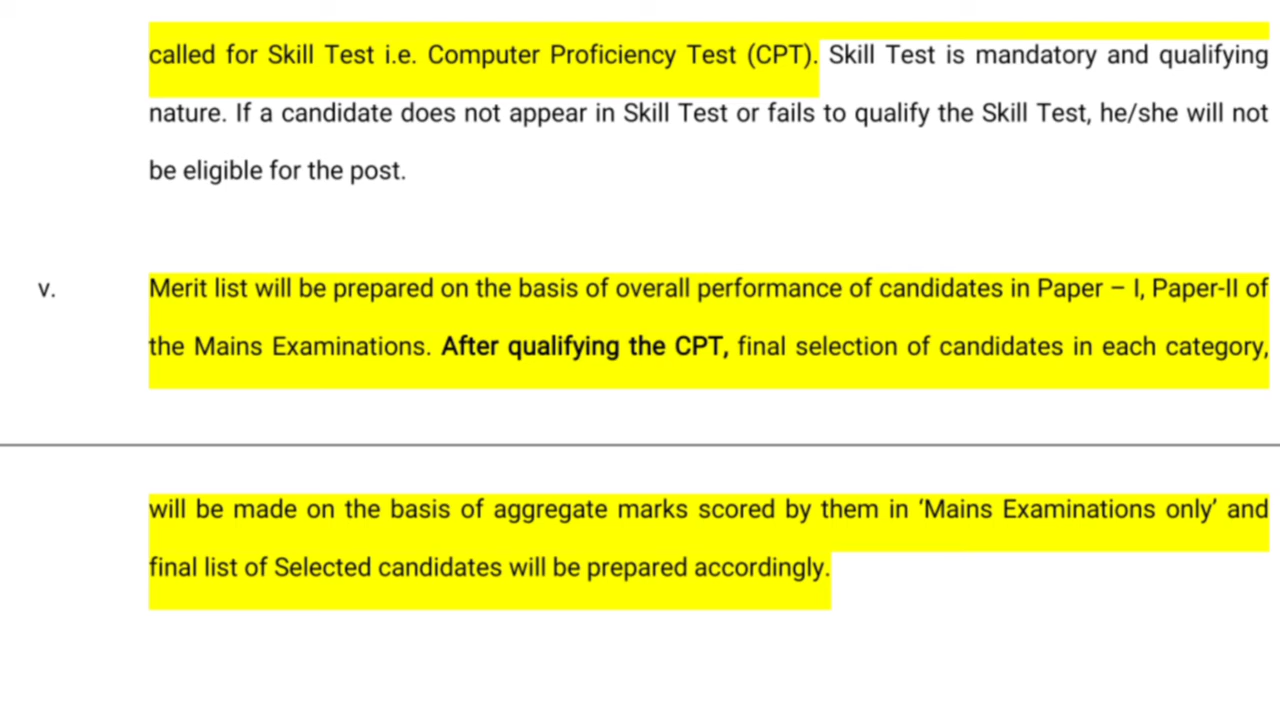 called for Skill Test i.e. Computer Proficiency Test (CPT). Skill Test is mandatory and qualifying
nature. If a candidate does not appear in Skill Test or fails to qualify the Skill Test, he/she will not
be eligible for the post.
v. Merit list will be prepared on the basis of overall performance of candidates in Paper – I, Paper-II of
the Mains Examinations. After qualifying the CPT, final selection of candidates in each category,
will be made on the basis of aggregate marks scored by them in ‘Mains Examinations only’ and
final list of Selected candidates will be prepared accordingly.